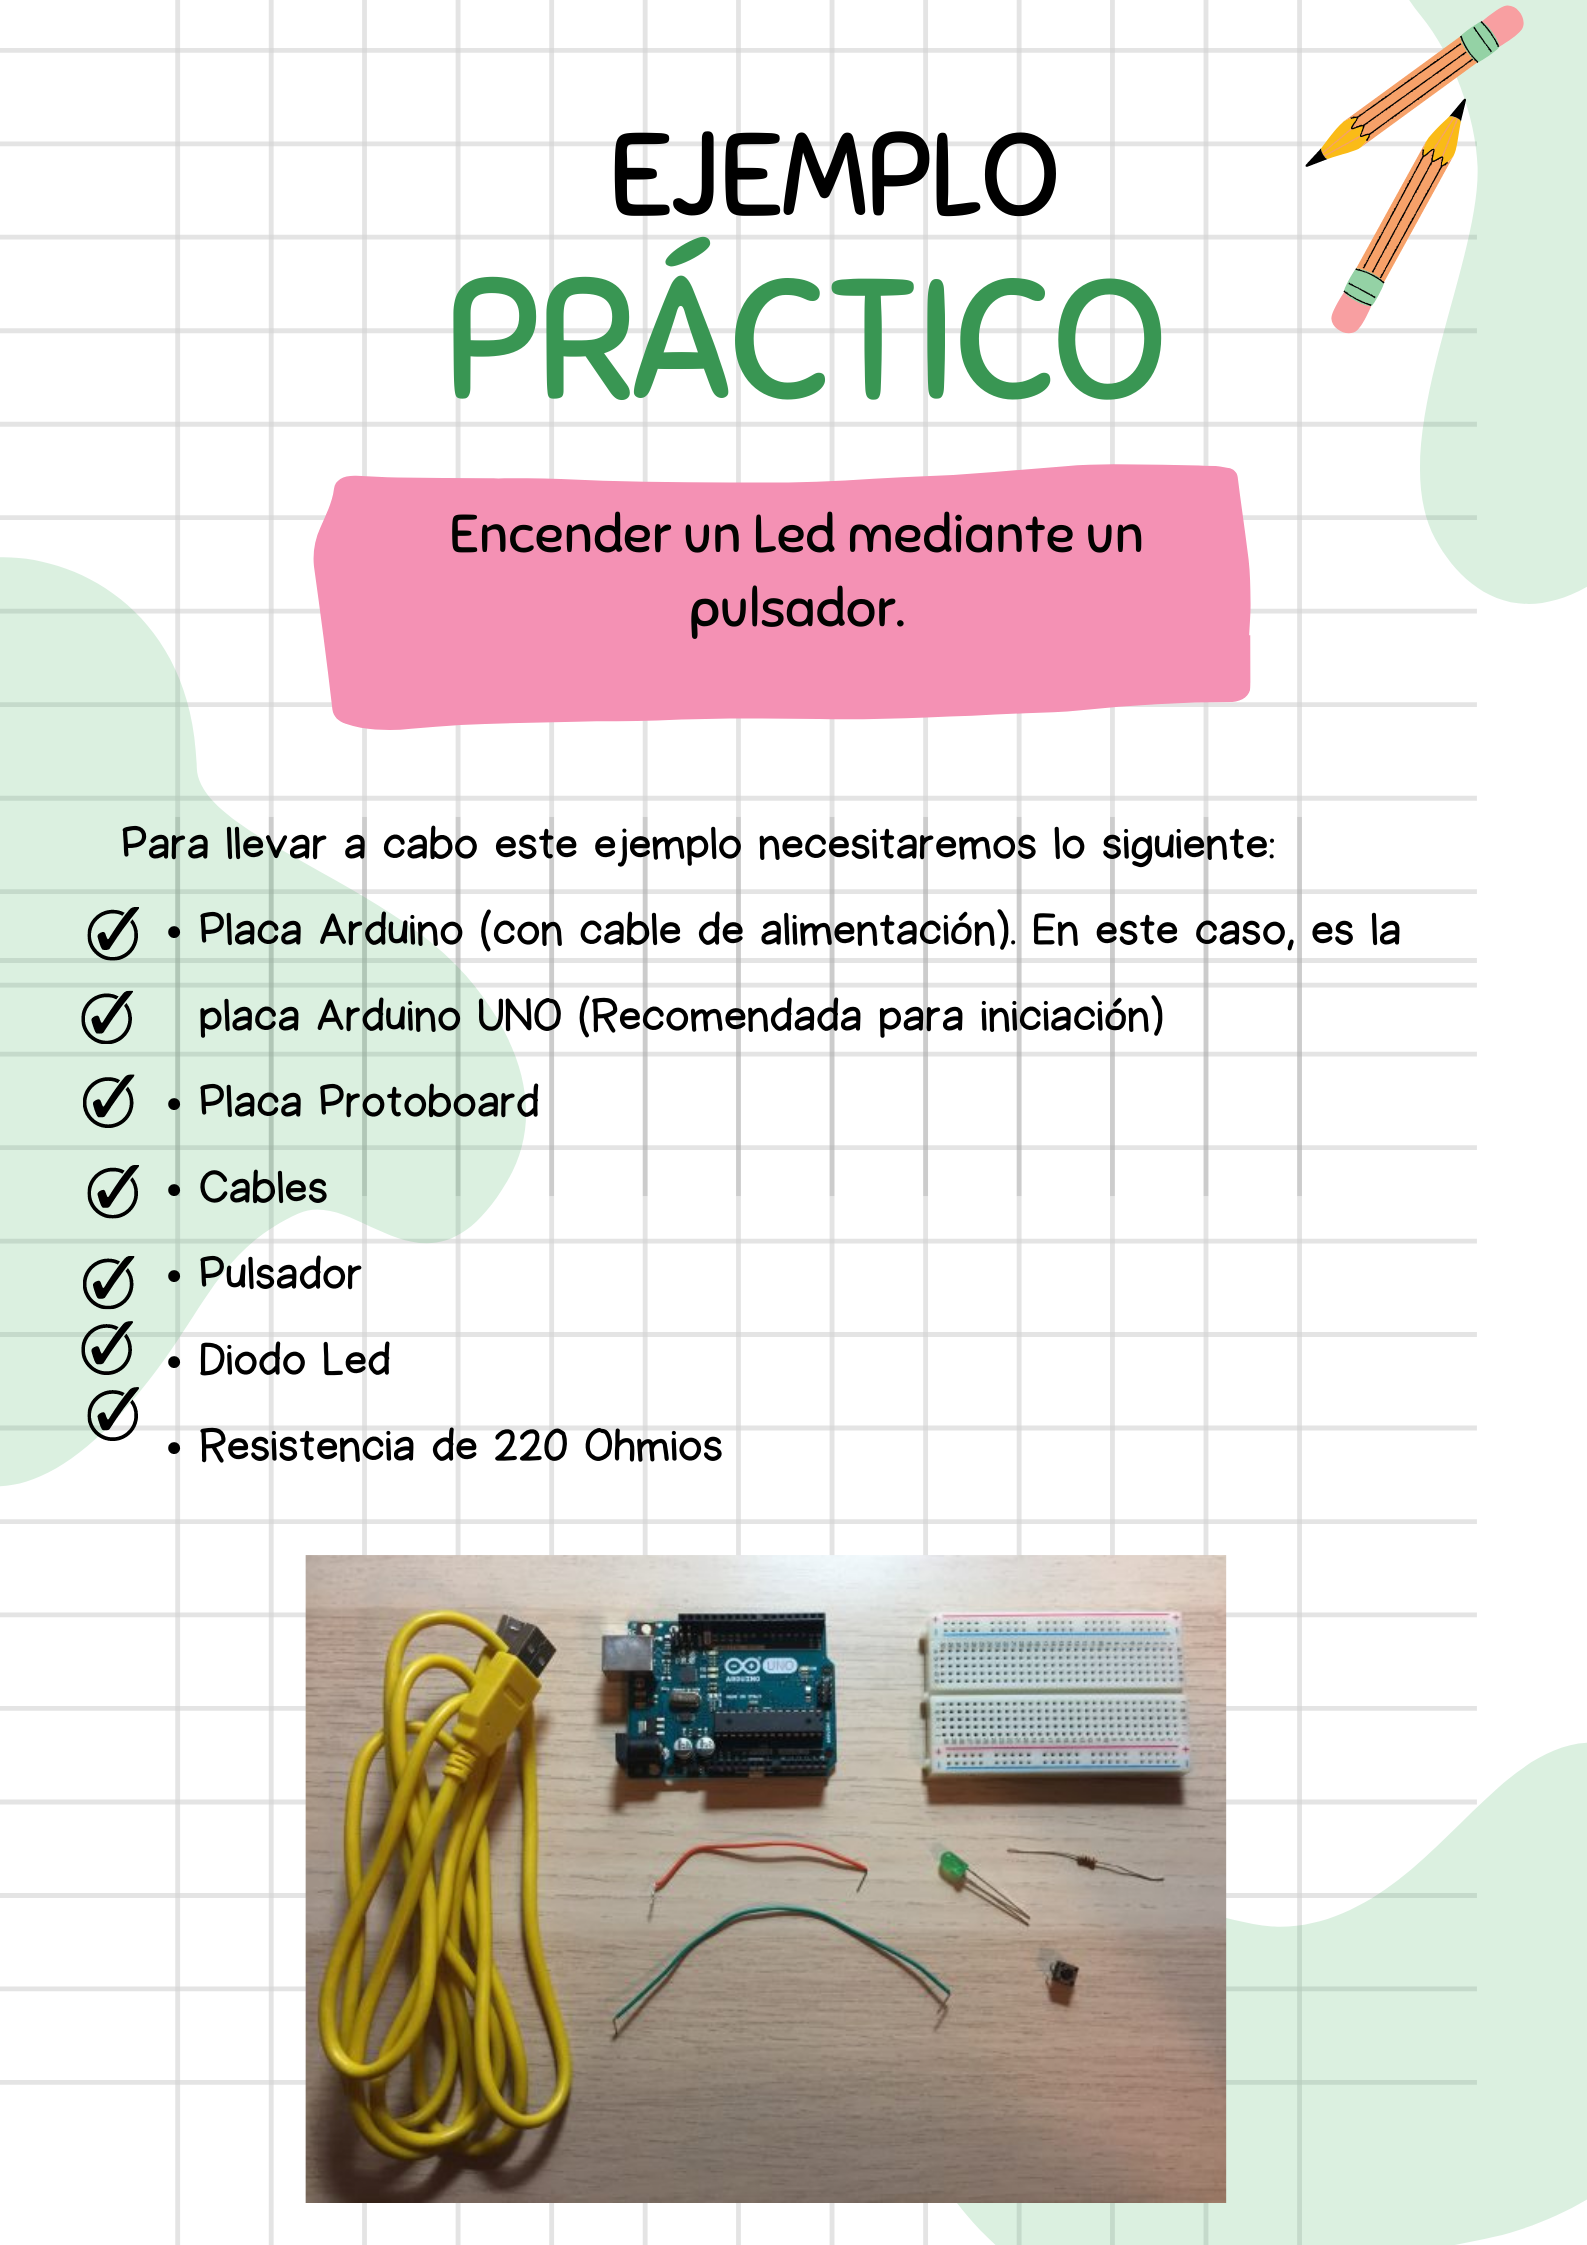 EJEMPLO
PRÁCTICO
Encender un Led mediante un
pulsador.
Para llevar a cabo este ejemplo necesitaremos lo siguiente:
• Placa Arduino (con cable de alimentación). En este caso, es la
placa Arduino UNO (Recomendada para iniciación)
• Placa Protoboard
• Cables
• Pulsador
• Diodo Led
• Resistencia de 220 Ohmios
UNO
ARDUINO